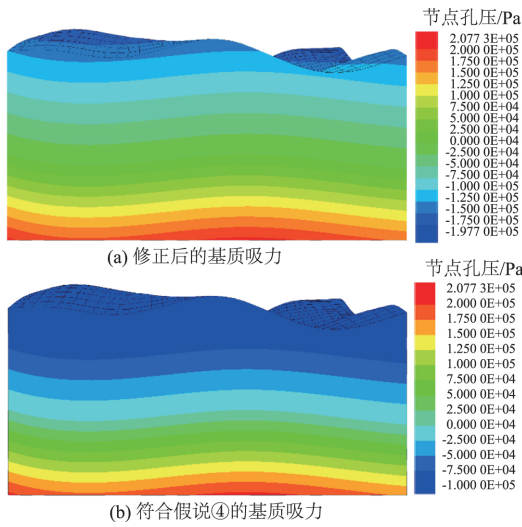 节点孔压/Pa
2.077 3E+05
2.000 0E+05
1.750 0E+05
1.500 0E+05
1.250 0E+05
1.000 0E+05
7.500 0E+04
5.000 0E+04
2.500 0E+04
0.000 0E+04
-2.500 0E+04
-5.000 0E+04
-7.500 0E+04
-1.000 0E+05
-1.250 0E+05
-1.500 0E+05
-1.750 0E+05
-1.977 0E+05
(a) 修正后的基质吸力
节点孔压/Pa
2.077 3E+05
2.000 0E+05
1.750 0E+05
1.500 0E+05
1.250 0E+05
1.000 0E+05
7.500 0E+04
5.000 0E+04
2.500 0E+04
0.000 0E+04
-2.500 0E+04
-5.000 0E+04
-7.500 0E+04
-1.000 0E+05
(b) 符合假说④的基质吸力